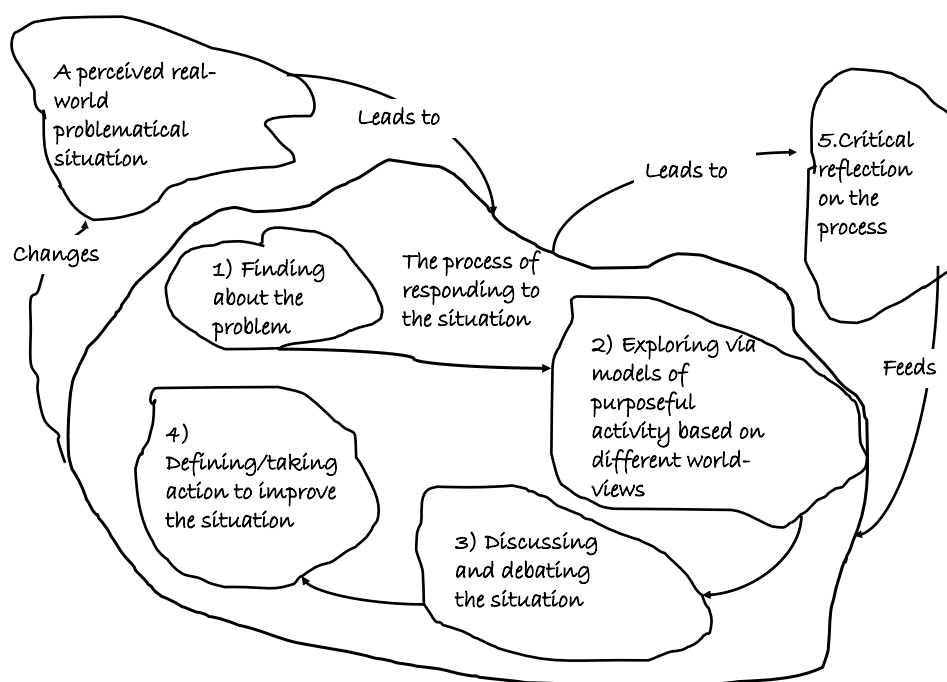 A perceived real-
world
problematical
situation
Leads to
Leads to
5.Critical
reflection
on the
process
Changes
1) Finding
about the
problem
The process of
responding to
the situation
2) Exploring via
models of
purposeful
activity based on
different world-
views
Feeds
4)
Defining/taking
action to improve
the situation
3) Discussing
and debating
the situation